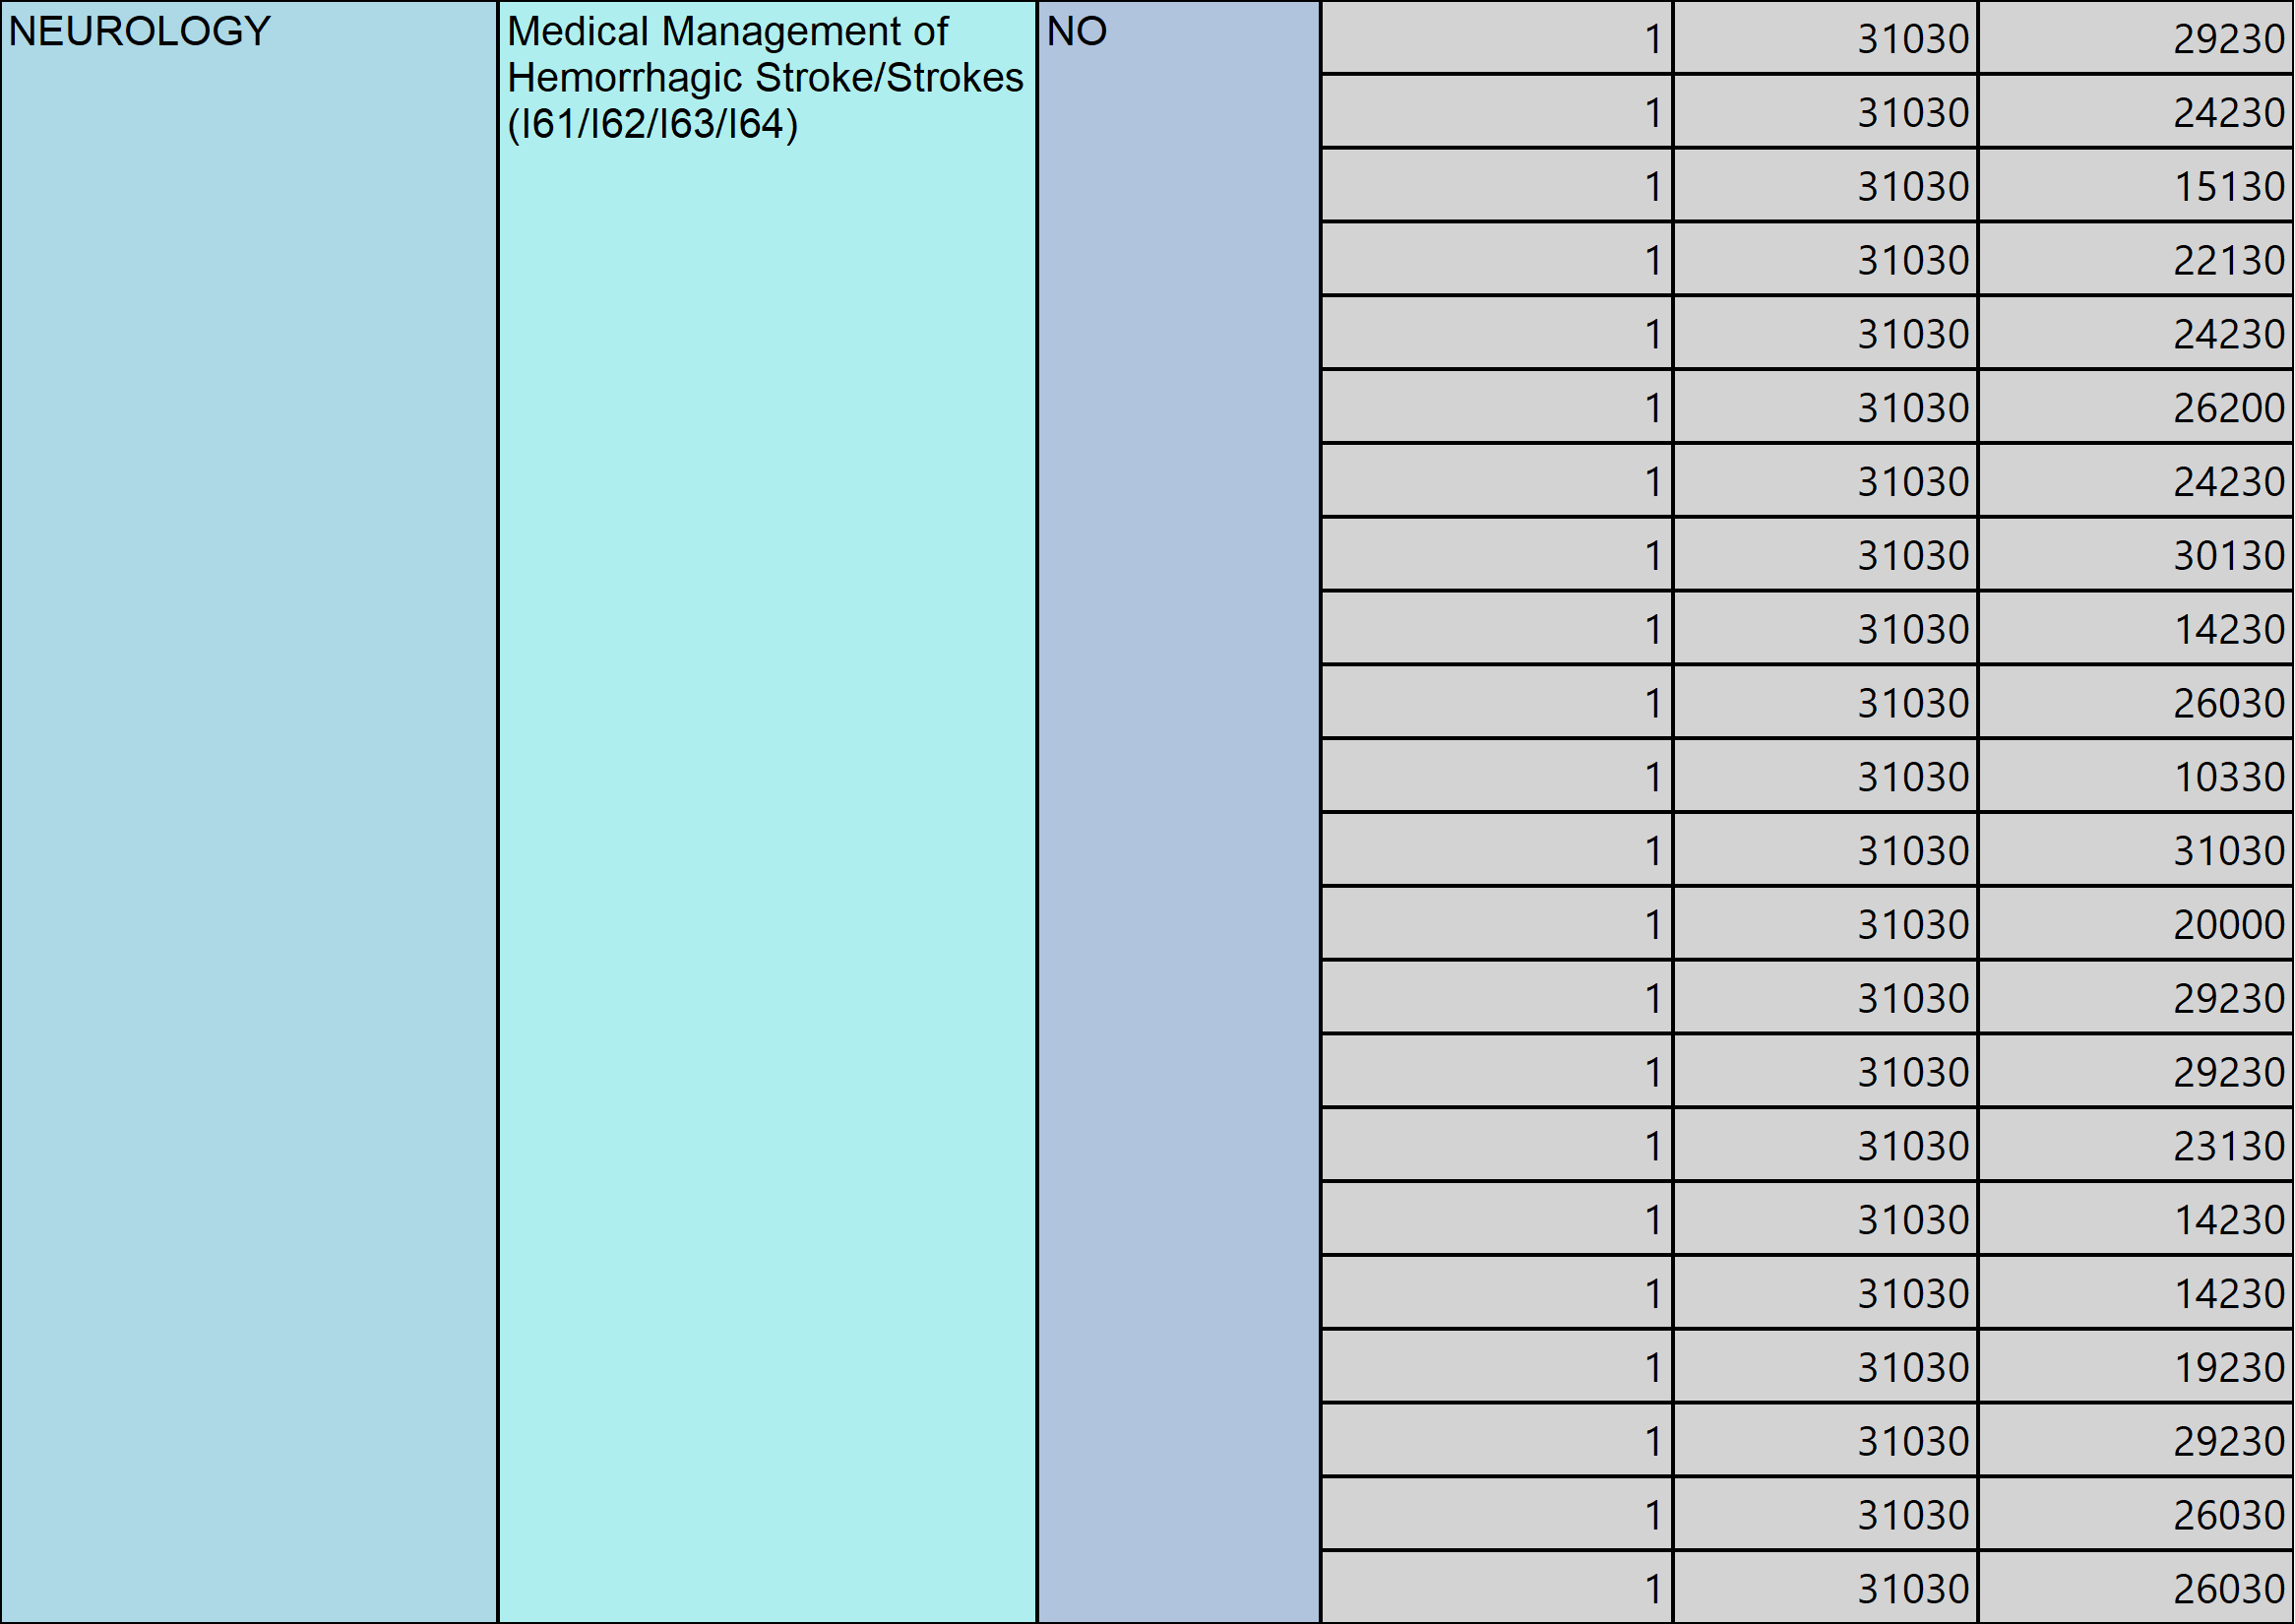 NEUROLOGY
Medical Management of
Hemorrhagic Stroke/Strokes
(I61/I62/I63/I64)
NO
1 31030 29230
1 31030 24230
1 31030 15130
1 31030 22130
1 31030 24230
1 31030 26200
1 31030 24230
1 31030 30130
1 31030 14230
1 31030 26030
1 31030 10330
1 31030 31030
1 31030 20000
1 31030 29230
1 31030 29230
1 31030 23130
1 31030 14230
1 31030 14230
1 31030 19230
1 31030 29230
1 31030 26030
1 31030 26030